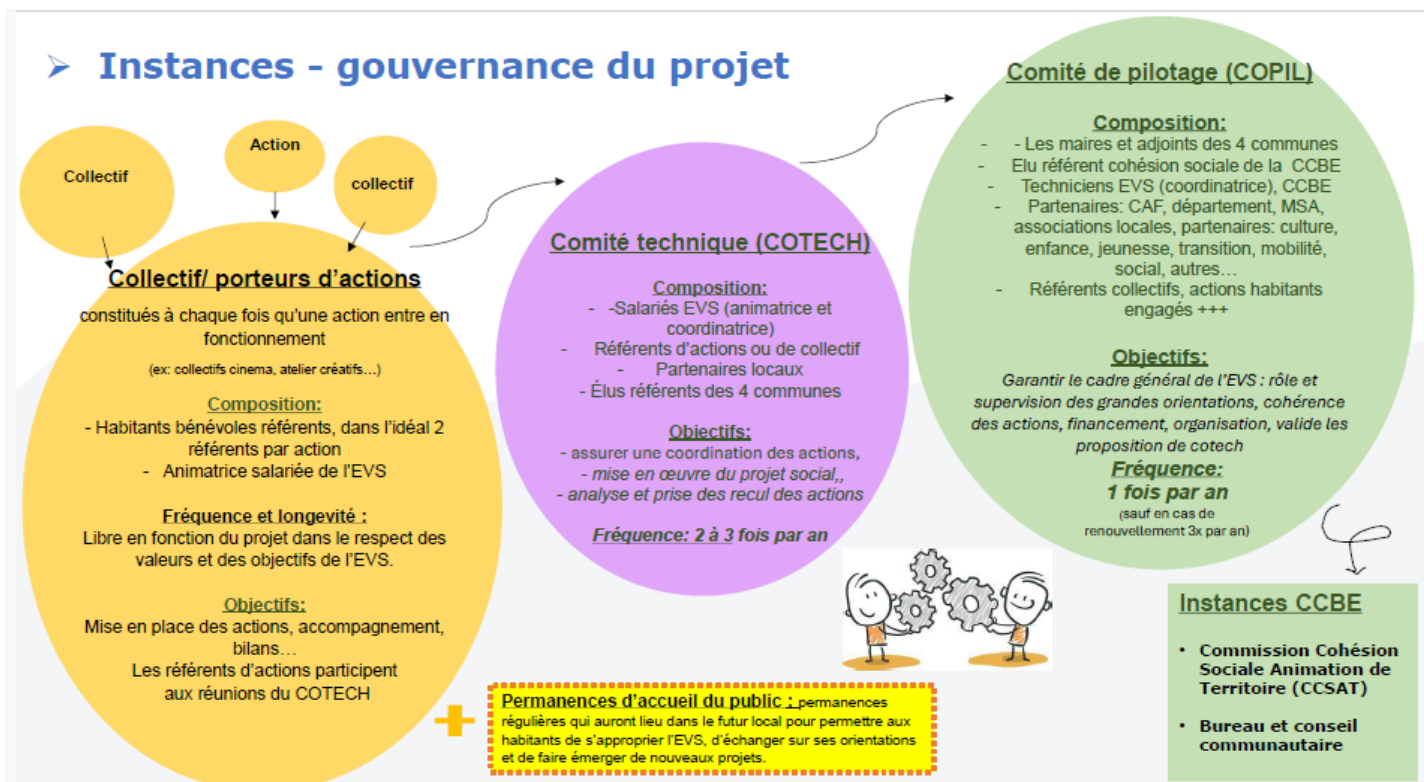 ➢ Instances - gouvernance du projet
Collectif
Action
collectif
Collectif/ porteurs d'actions
constitués à chaque fois qu'une action entre en
fonctionnement
(ex: collectifs cinema, atelier créatifs…)
Composition:
- Habitants bénévoles référents, dans l'idéal 2
référents par action
- Animatrice salariée de l'EVS
Fréquence et longevité :
Libre en fonction du projet dans le respect des
valeurs et des objectifs de l'EVS.
Objectifs:
Mise en place des actions, accompagnement,
bilans…
Les référents d'actions participent
aux réunions du COTECH
Comité technique (COTECH)
Composition:
- -Salariés EVS (animatrice et
coordinatrice)
- Référents d'actions ou de collectif
- Partenaires locaux
- Élus référents des 4 communes
Objectifs:
- assurer une coordination des actions,
- mise en œuvre du projet social,,
- analyse et prise des recul des actions
Fréquence: 2 à 3 fois par an
Comité de pilotage (COPIL)
Composition:
- - Les maires et adjoints des 4 communes
- Elu référent cohésion sociale de la CCBE
- Techniciens EVS (coordinatrice), CCBE
- Partenaires: CAF, département, MSA,
associations locales, partenaires: culture,
enfance, jeunesse, transition, mobilité,
social, autres…
- Référents collectifs, actions habitants
engagés +++
Objectifs:
Garantir le cadre général de l'EVS : rôle et
supervision des grandes orientations, cohérence
des actions, financement, organisation, valide les
proposition de cotech
Fréquence:
1 fois par an
(sauf en cas de
renouvellement 3x par an)
Instances CCBE
• Commission Cohésion
Sociale Animation de
Territoire (CCSAT)
• Bureau et conseil
communautaire
Permanences d'accueil du public : permanences
régulières qui auront lieu dans le futur local pour permettre aux
habitants de s'approprier l'EVS, d'échanger sur ses orientations
et de faire émerger de nouveaux projets.